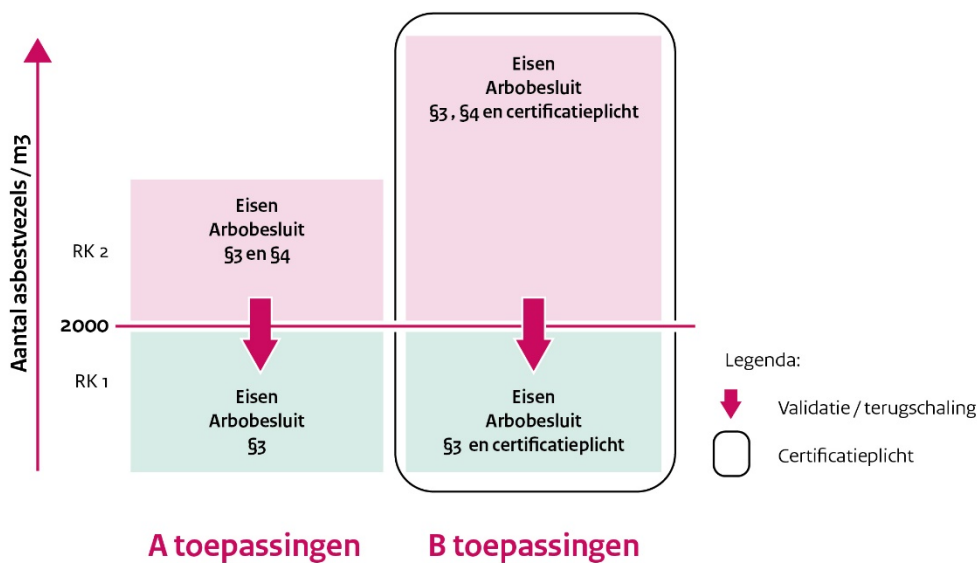 Aantal asbestvezels / m3
Eisen
Arbobesluit
§3 , §4 en certificatieplicht
Eisen
Arbobesluit
§3 en §4
RK 2
2000
RK 1
Eisen
Arbobesluit
§3
Eisen
Arbobesluit
§3 en certificatieplicht
Legenda:
Validatie / terugschaling
Certificatieplicht
A toepassingen
B toepassingen